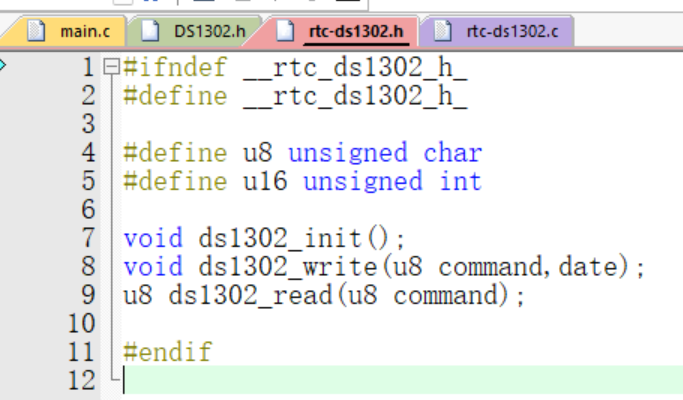 main.c DS1302.h rtc-ds1302.h rtc-ds1302.c
1 #ifndef __rtc_ds1302_h_
2 #define __rtc_ds1302_h_
3
4 #define u8 unsigned char
5 #define u16 unsigned int
6
7 void ds1302_init();
8 void ds1302_write(u8 command,date);
9 u8 ds1302_read(u8 command);
10
11 #endif
12